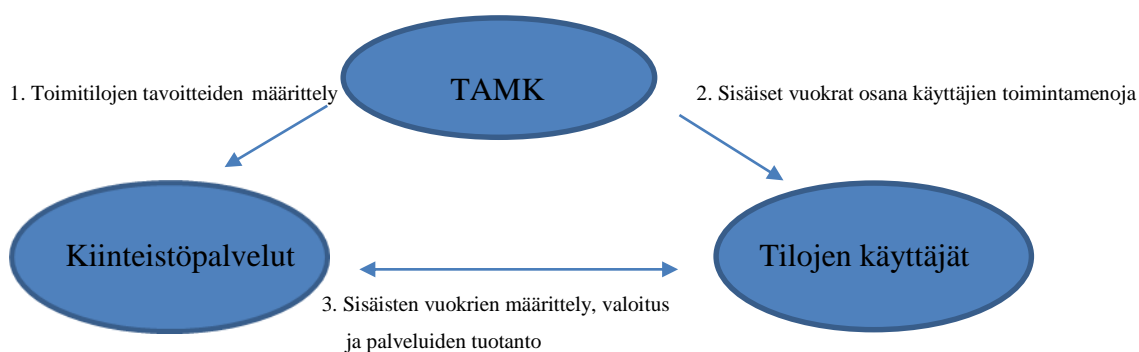 TAMK
1. Toimitilojen tavoitteiden määrittely
2. Sisäiset vuokrat osana käyttäjien toimintamenoja
Kiinteistöpalvelut
Tilojen käyttäjät
3. Sisäisten vuokrien määrittely, valoitus
ja palveluiden tuotanto